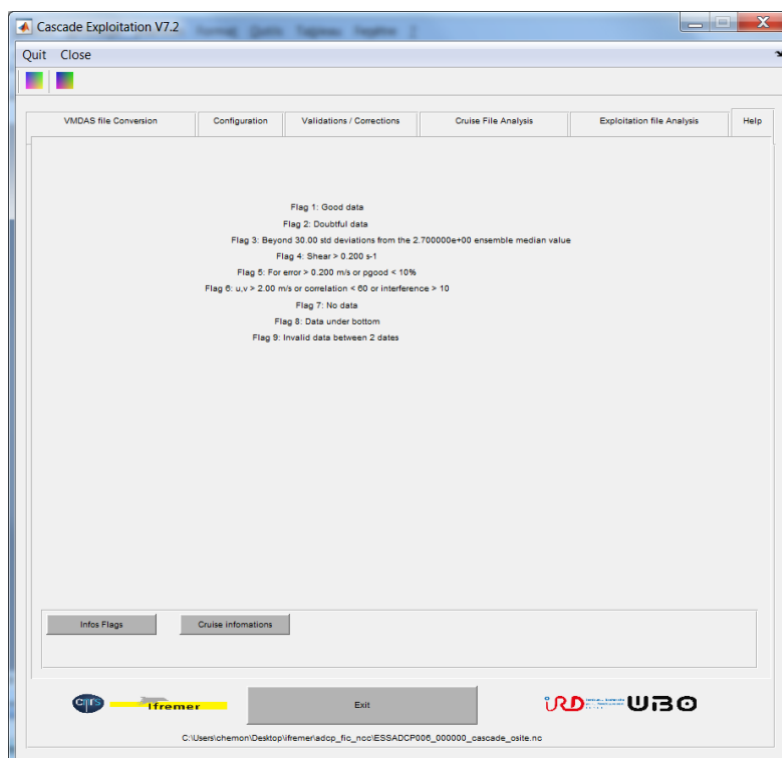 Cascade Exploitation V7.2
Quit Close
VMDAS file Conversion Configuration Validations / Corrections Cruise File Analysis Exploitation file Analysis Help
Flag 1: Good data
Flag 2: Doubtful data
Flag 3: Beyond 30.00 std deviations from the 2.700000e+00 ensemble median value
Flag 4: Shear > 0.200 s-1
Flag 5: For error > 0.200 m/s or pgood < 10%
Flag 6: u,v > 2.00 m/s or correlation < 60 or interference > 10
Flag 7: No data
Flag 8: Data under bottom
Flag 9: Invalid data between 2 dates
Infos Flags Cruise infomations
cnrs Ifremer Exit IRD UBO
C:\Users\chemon\Desktop\ifremer\adcp_fic_ncc\ESSADCP006_000000_cascade_osite.nc